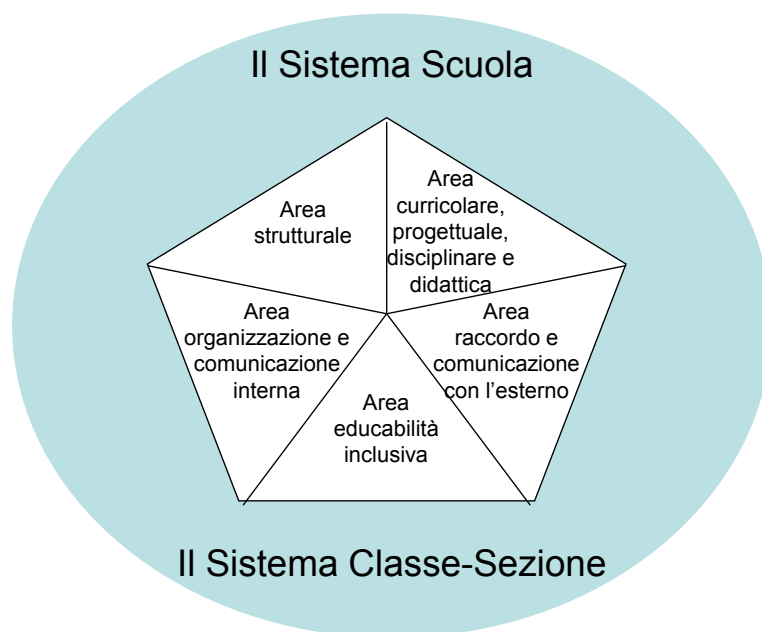 Il Sistema Scuola
Area
strutturale
Area
curricolare,
progettuale,
disciplinare e
didattica
Area
organizzazione e
comunicazione
interna
Area
raccordo e
comunicazione
con l'esterno
Area
educabilità
inclusiva
Il Sistema Classe-Sezione